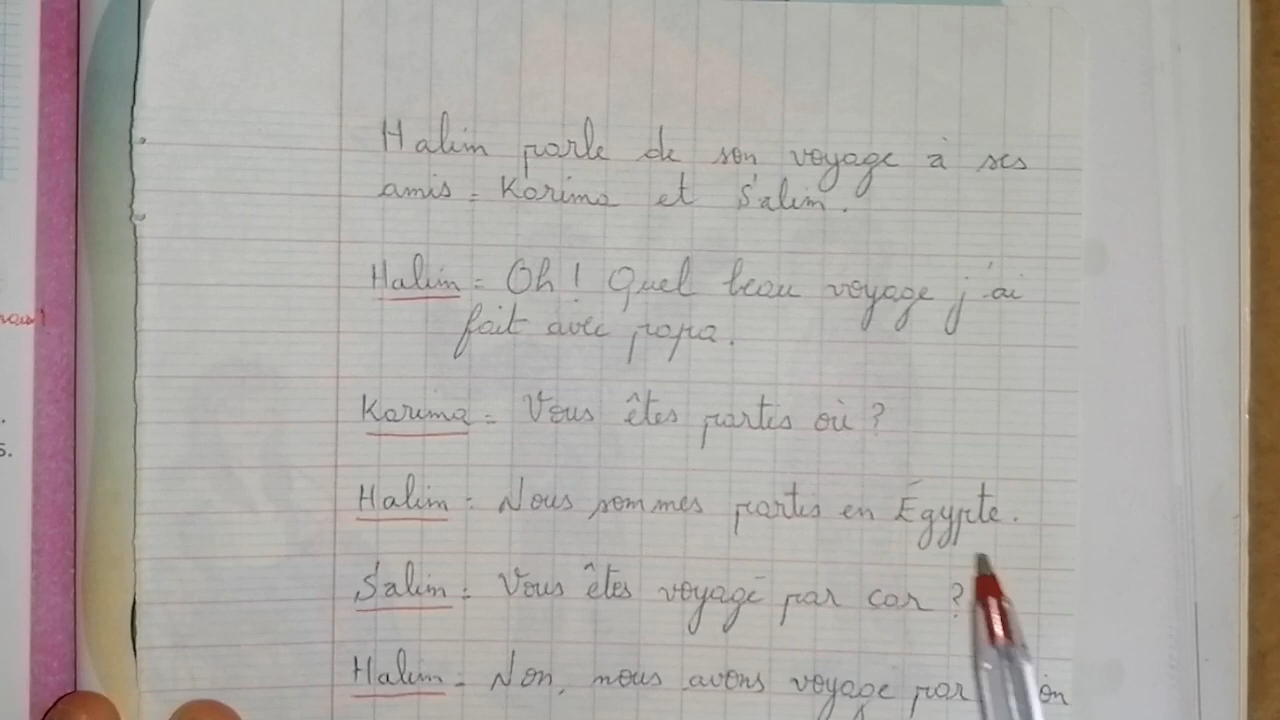 Halim parle de son voyage à ses
amis : Karima et Salim.
Halim : Oh ! Quel beau voyage j'ai
fait avec papa.
Karima : Vous êtes partis où ?
Halim : Nous sommes partis en Égypte.
Salim : Vous êtes voyagé par car ?
Halim : Non, nous avons voyage par